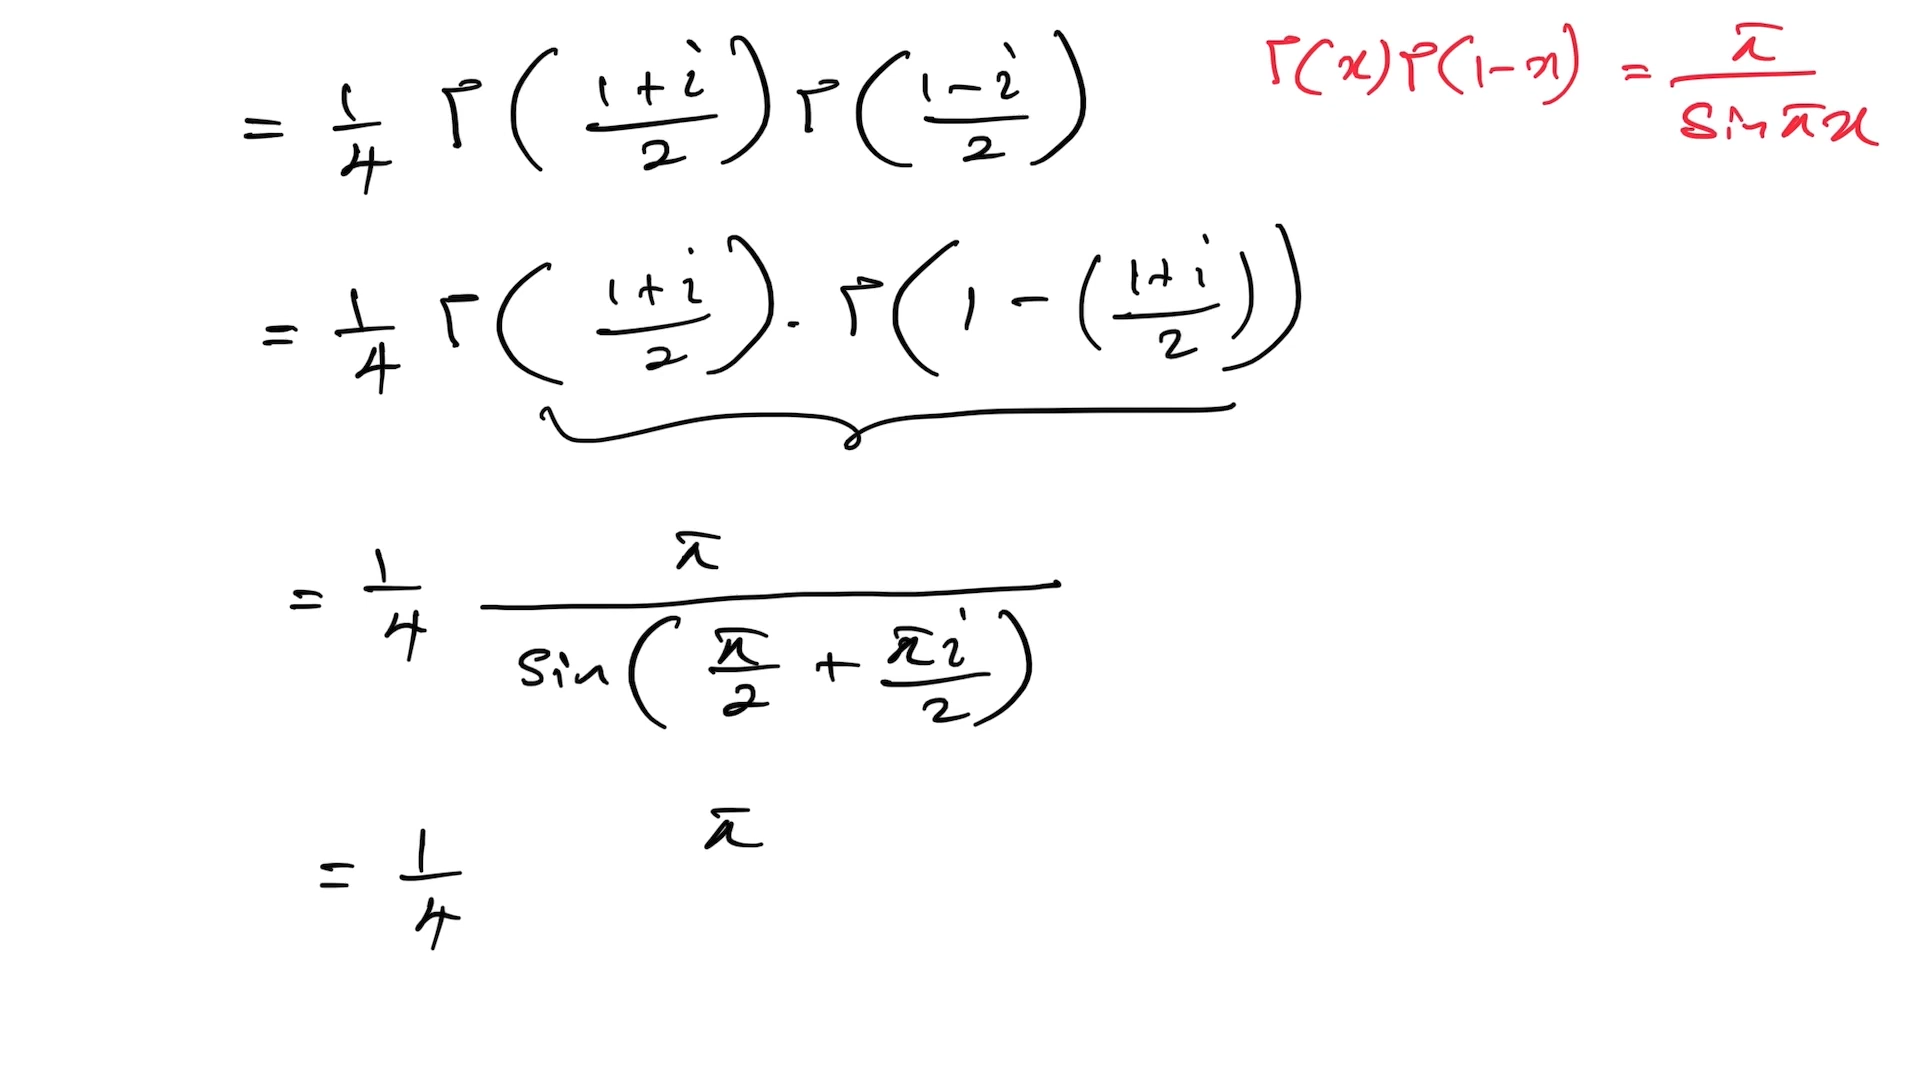 = 1/4 Γ((1+i)/2) Γ((1-i)/2)
Γ(x)Γ(1-x) = π/(sin πx)
= 1/4 Γ((1+i)/2) . Γ(1 - ((1+i)/2))
= 1/4 π/(sin(π/2 + πi/2))
= 1/4 π